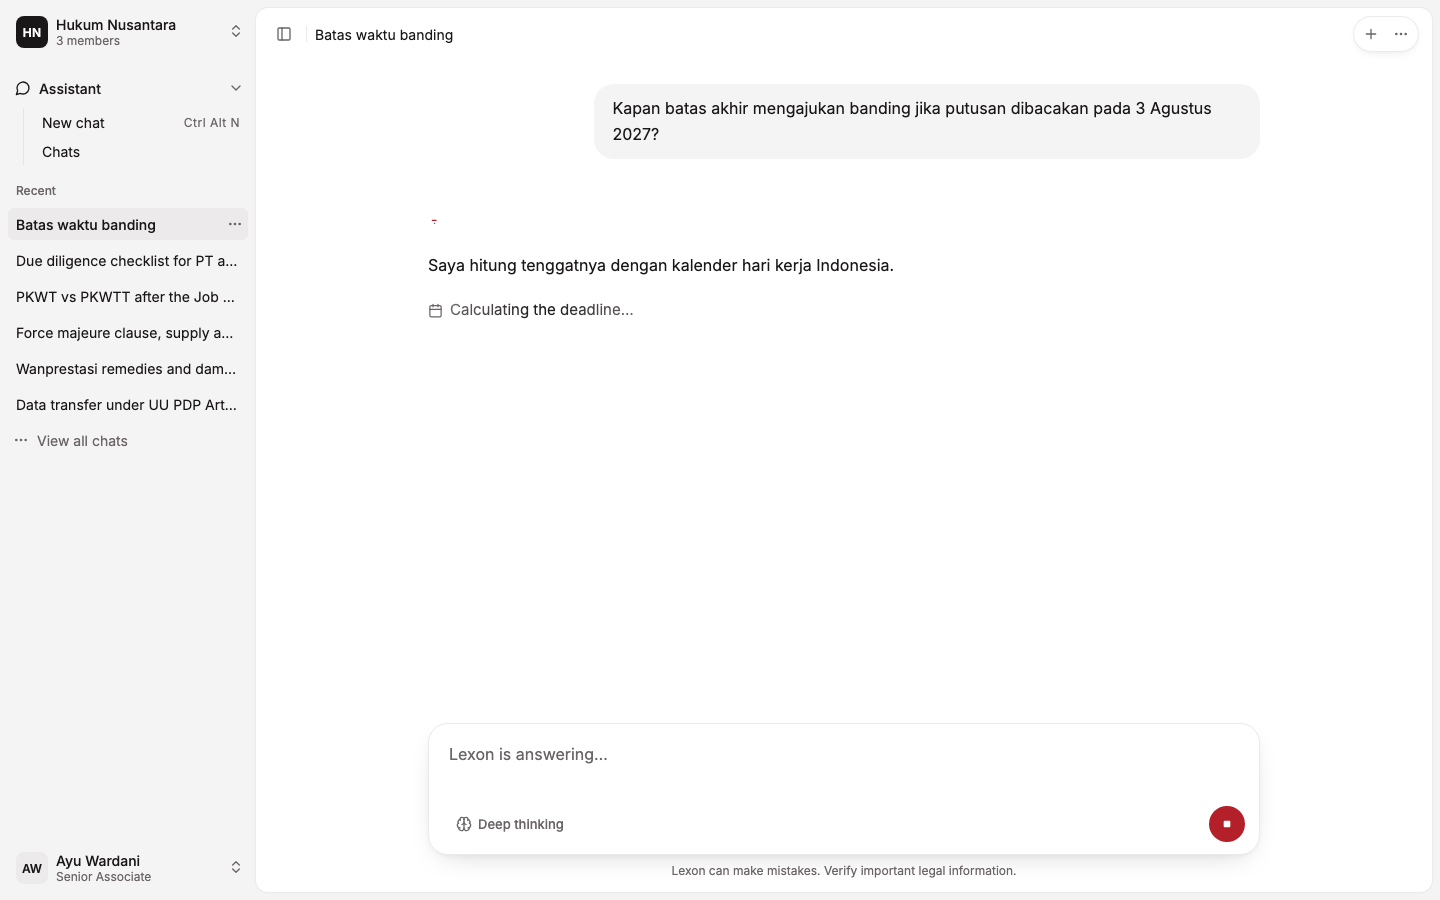 HN
Hukum Nusantara
3 members
Assistant
New chat
Ctrl Alt N
Chats
Recent
Batas waktu banding
Due diligence checklist for PT a...
PKWT vs PKWTT after the Job ...
Force majeure clause, supply a...
Wanprestasi remedies and dam...
Data transfer under UU PDP Art...
View all chats
AW
Ayu Wardani
Senior Associate
Batas waktu banding
Kapan batas akhir mengajukan banding jika putusan dibacakan pada 3 Agustus
2027?
Saya hitung tenggatnya dengan kalender hari kerja Indonesia.
Calculating the deadline...
Lexon is answering...
Deep thinking
Lexon can make mistakes. Verify important legal information.